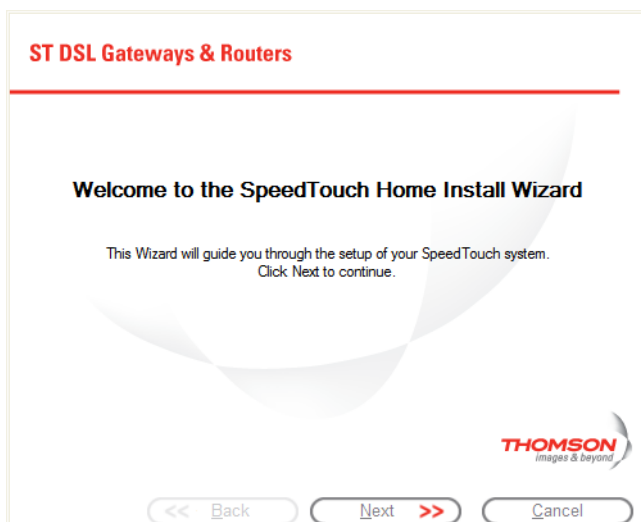 ST DSL Gateways & Routers
Welcome to the SpeedTouch Home Install Wizard
This Wizard will guide you through the setup of your SpeedTouch system.
Click Next to continue.
THOMSON
images & beyond
<< Back Next >> Cancel